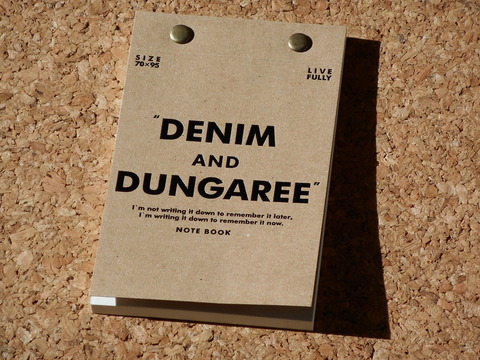 SIZE
70×95
LIVE
FULLY
"DENIM
AND
DUNGAREE"
I'm not writing it down to remember it later,
I'm writing it down to remember it now.
NOTE BOOK